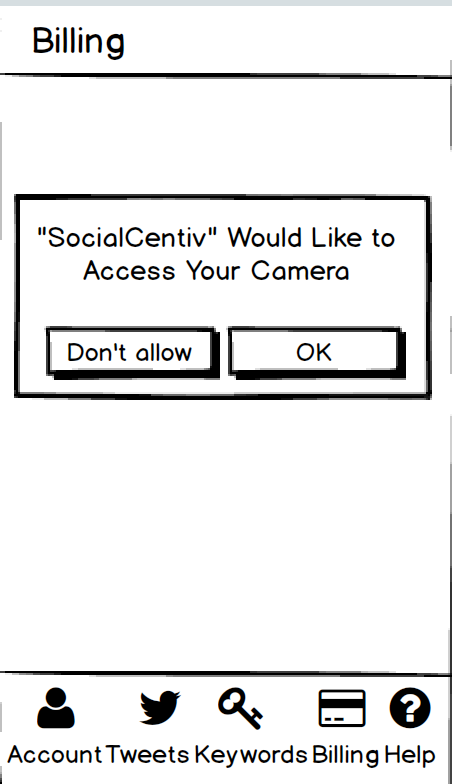 Billing
"SocialCentiv" Would Like to
Access Your Camera
Don't allow OK
Account Tweets Keywords Billing Help